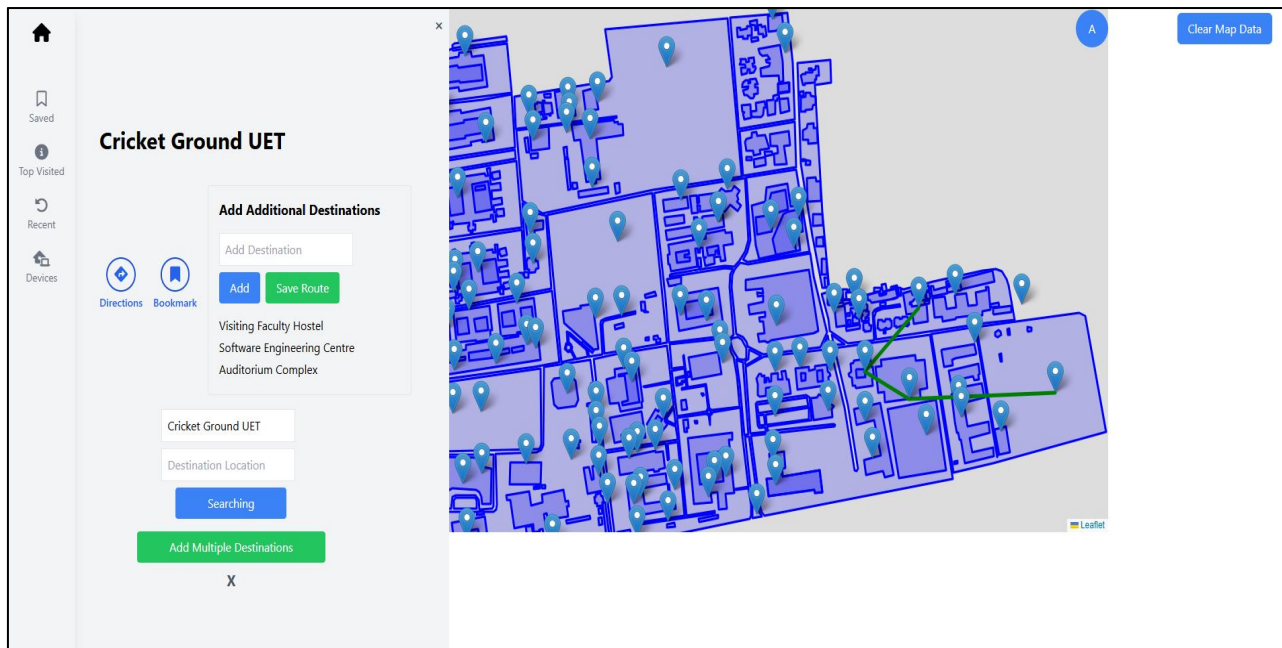 ×
A
Clear Map Data
Saved
Top Visited
Recent
Devices
Cricket Ground UET
Directions
Bookmark
Add Additional Destinations
Add Destination
Add
Save Route
Visiting Faculty Hostel
Software Engineering Centre
Auditorium Complex
Cricket Ground UET
Destination Location
Searching
Add Multiple Destinations
X
Leaflet